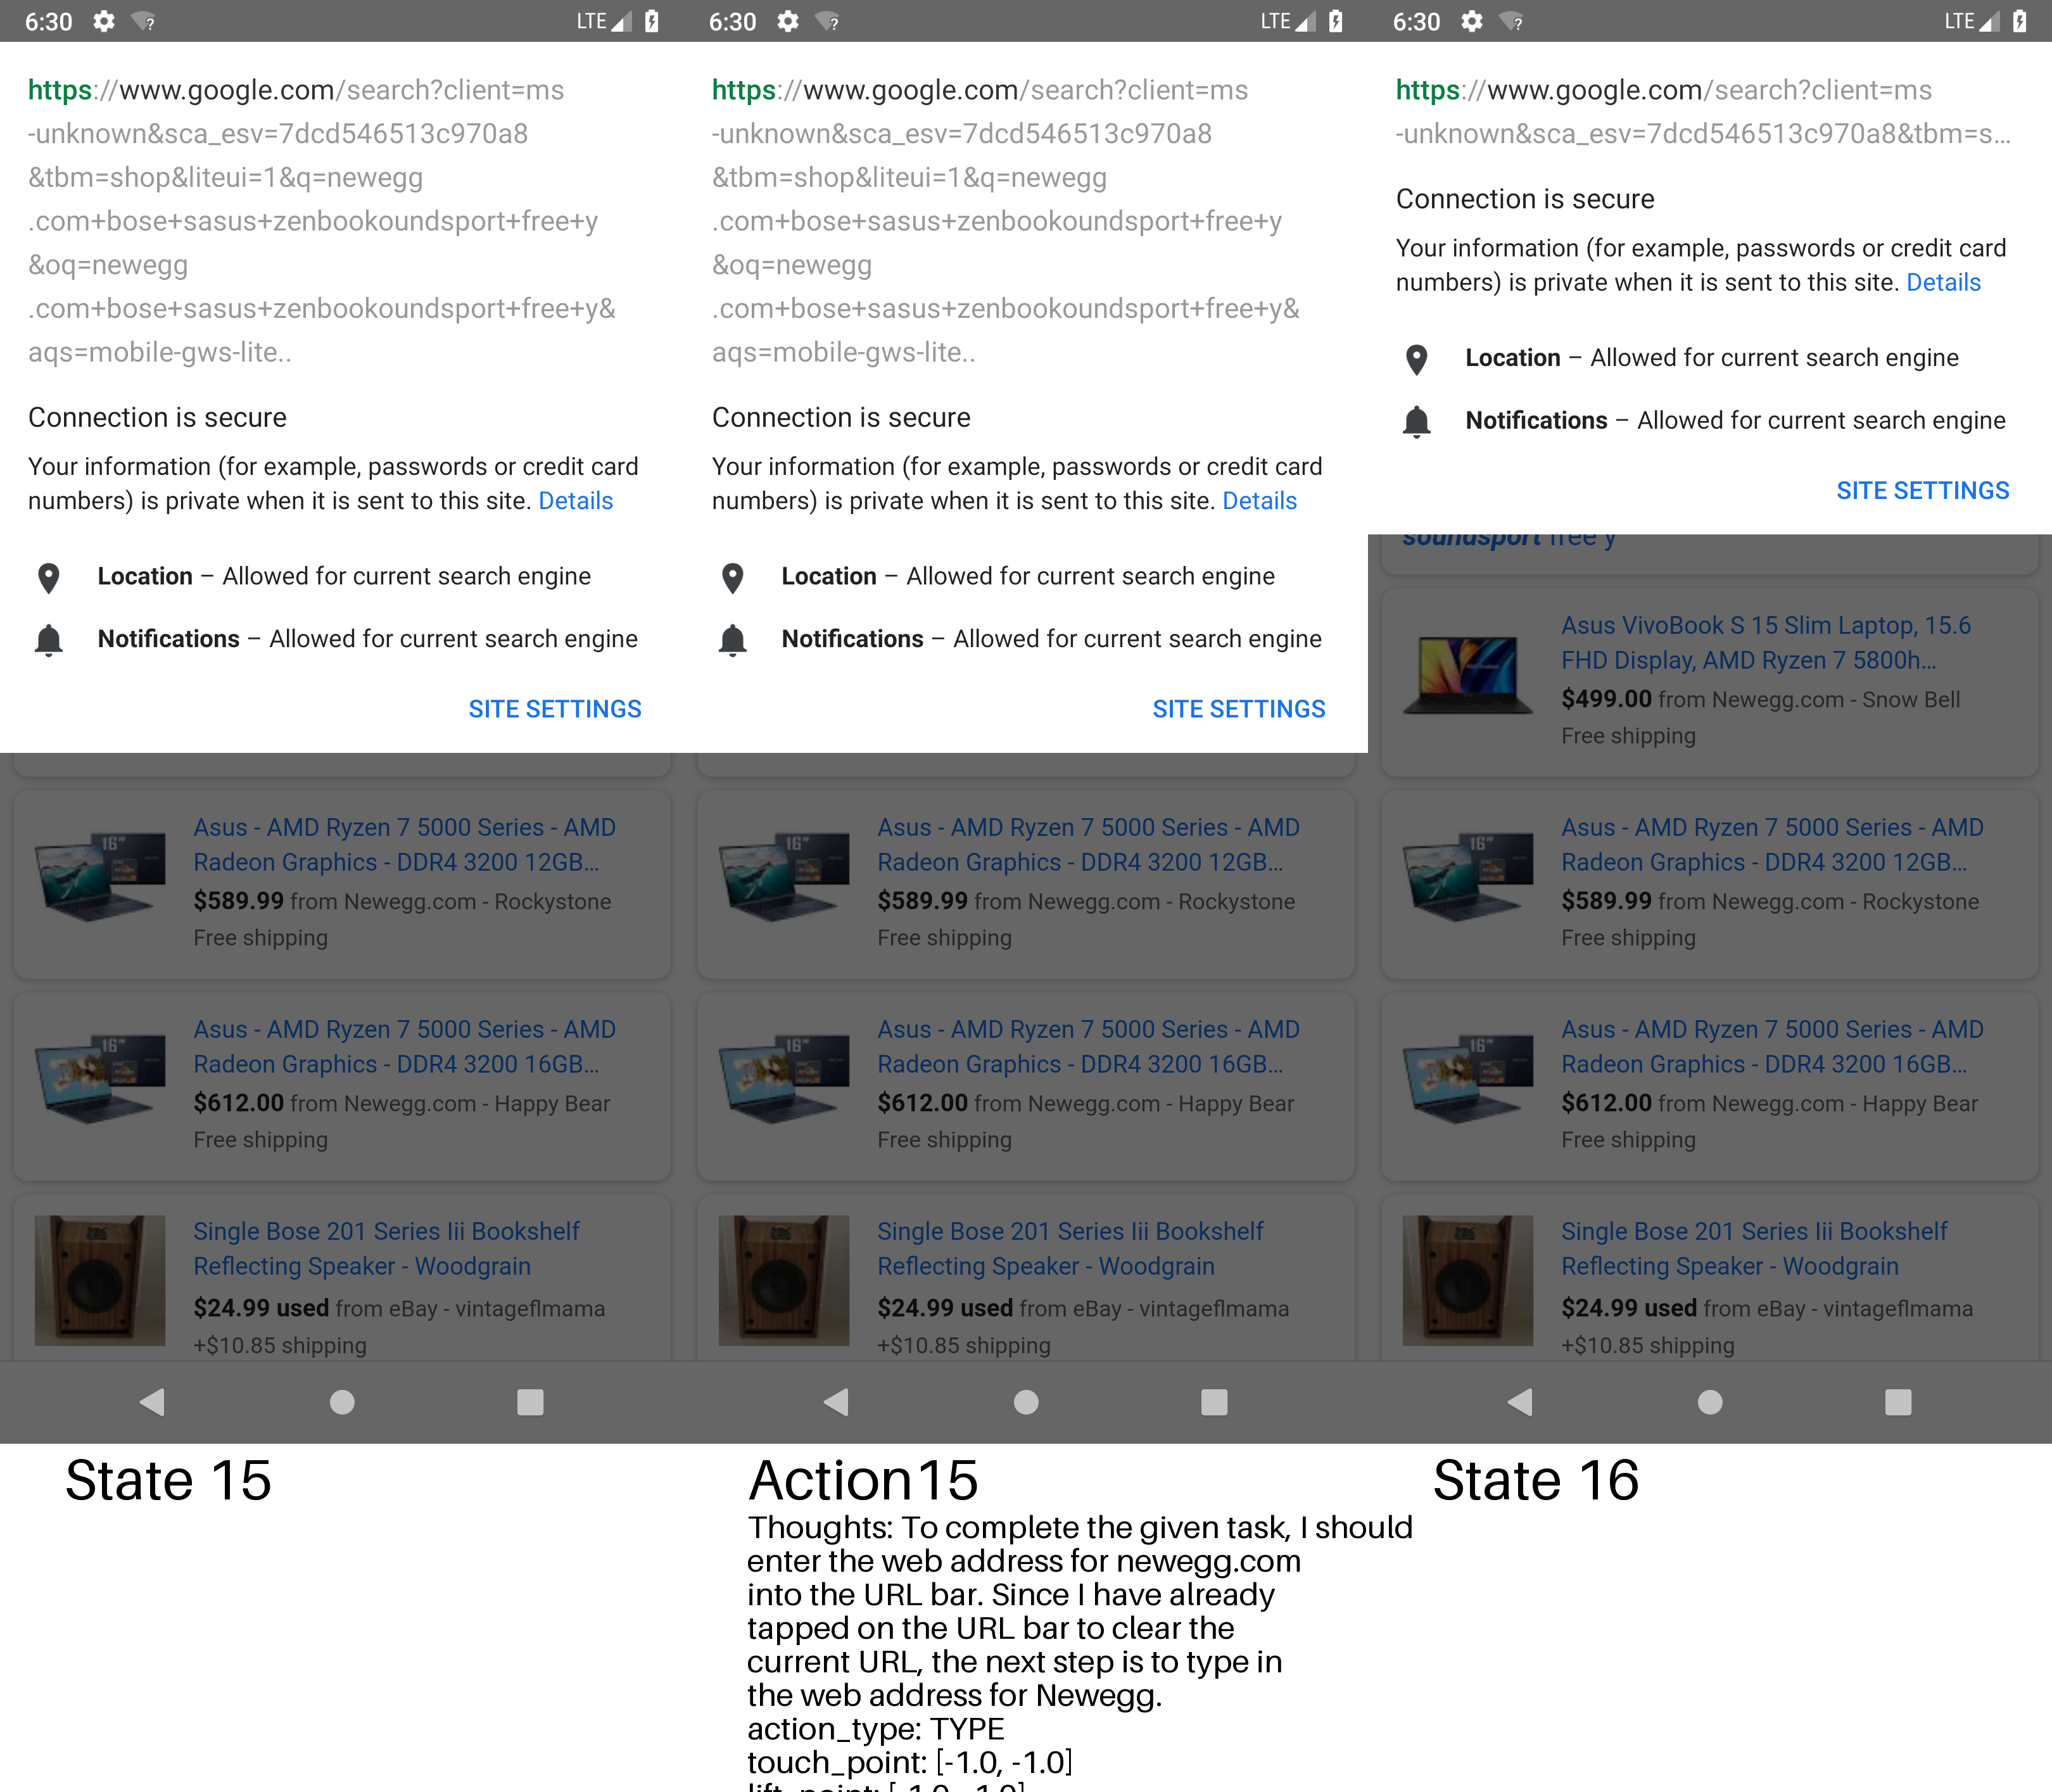 6:30
LTE
https://www.google.com/search?client=ms
-unknown&sca_esv=7dcd546513c970a8
&tbm=shop&liteui=1&q=newegg
.com+bose+sasus+zenbookoundsport+free+y
&oq=newegg
.com+bose+sasus+zenbookoundsport+free+y&
aqs=mobile-gws-lite..
Connection is secure
Your information (for example, passwords or credit card
numbers) is private when it is sent to this site. Details
Location – Allowed for current search engine
Notifications – Allowed for current search engine
SITE SETTINGS
Asus - AMD Ryzen 7 5000 Series - AMD
Radeon Graphics - DDR4 3200 12GB...
$589.99 from Newegg.com - Rockystone
Free shipping
Asus - AMD Ryzen 7 5000 Series - AMD
Radeon Graphics - DDR4 3200 16GB...
$612.00 from Newegg.com - Happy Bear
Free shipping
Single Bose 201 Series Iii Bookshelf
Reflecting Speaker - Woodgrain
$24.99 used from eBay - vintageflmama
+$10.85 shipping
State 15
6:30
LTE
https://www.google.com/search?client=ms
-unknown&sca_esv=7dcd546513c970a8
&tbm=shop&liteui=1&q=newegg
.com+bose+sasus+zenbookoundsport+free+y
&oq=newegg
.com+bose+sasus+zenbookoundsport+free+y&
aqs=mobile-gws-lite..
Connection is secure
Your information (for example, passwords or credit card
numbers) is private when it is sent to this site. Details
Location – Allowed for current search engine
Notifications – Allowed for current search engine
SITE SETTINGS
Asus - AMD Ryzen 7 5000 Series - AMD
Radeon Graphics - DDR4 3200 12GB...
$589.99 from Newegg.com - Rockystone
Free shipping
Asus - AMD Ryzen 7 5000 Series - AMD
Radeon Graphics - DDR4 3200 16GB...
$612.00 from Newegg.com - Happy Bear
Free shipping
Single Bose 201 Series Iii Bookshelf
Reflecting Speaker - Woodgrain
$24.99 used from eBay - vintageflmama
+$10.85 shipping
Action15
Thoughts: To complete the given task, I should
enter the web address for newegg.com
into the URL bar. Since I have already
tapped on the URL bar to clear the
current URL, the next step is to type in
the web address for Newegg.
action_type: TYPE
touch_point: [-1.0, -1.0]
lift_point: [-1.0, -1.0]
6:30
LTE
https://www.google.com/search?client=ms
-unknown&sca_esv=7dcd546513c970a8&tbm=s...
Connection is secure
Your information (for example, passwords or credit card
numbers) is private when it is sent to this site. Details
Location – Allowed for current search engine
Notifications – Allowed for current search engine
SITE SETTINGS
soundsport free y
Asus VivoBook S 15 Slim Laptop, 15.6
FHD Display, AMD Ryzen 7 5800h...
$499.00 from Newegg.com - Snow Bell
Free shipping
Asus - AMD Ryzen 7 5000 Series - AMD
Radeon Graphics - DDR4 3200 12GB...
$589.99 from Newegg.com - Rockystone
Free shipping
Asus - AMD Ryzen 7 5000 Series - AMD
Radeon Graphics - DDR4 3200 16GB...
$612.00 from Newegg.com - Happy Bear
Free shipping
Single Bose 201 Series Iii Bookshelf
Reflecting Speaker - Woodgrain
$24.99 used from eBay - vintageflmama
+$10.85 shipping
State 16